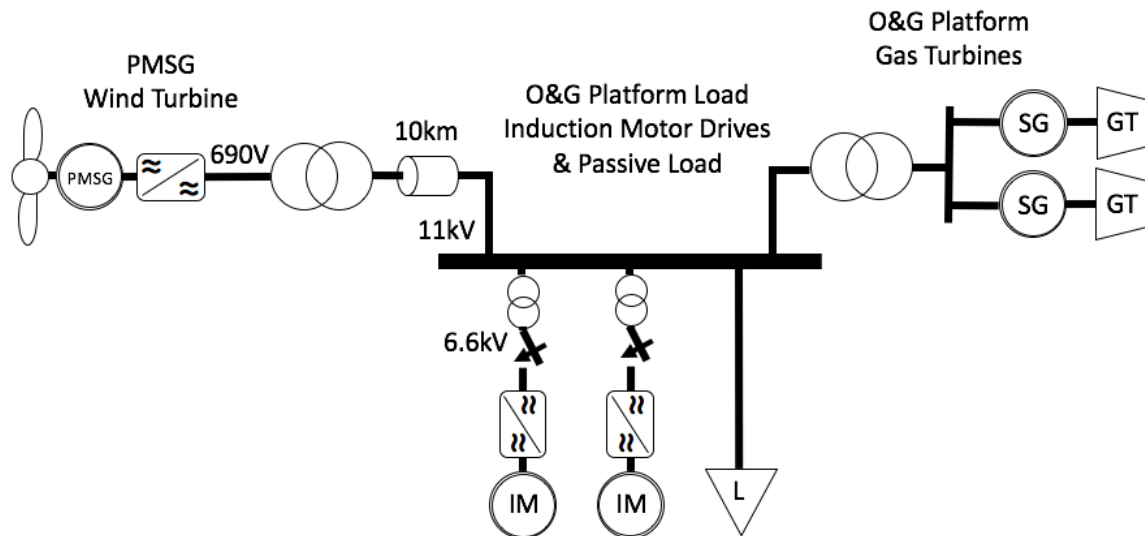 O&G Platform
Gas Turbines
PMSG
Wind Turbine
O&G Platform Load
Induction Motor Drives
& Passive Load
10km
690V
PMSG
≈
≈
SG
GT
SG
GT
11kV
6.6kV
≈
≈
≈
≈
IM
IM
L